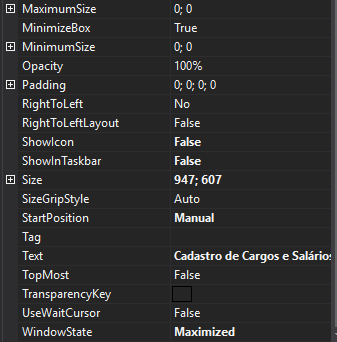 MaximumSize 0; 0
MinimizeBox True
MinimumSize 0; 0
Opacity 100%
Padding 0; 0; 0; 0
RightToLeft No
RightToLeftLayout False
ShowIcon False
ShowInTaskbar False
Size 947; 607
SizeGripStyle Auto
StartPosition Manual
Tag
Text Cadastro de Cargos e Salários
TopMost False
TransparencyKey
UseWaitCursor False
WindowState Maximized